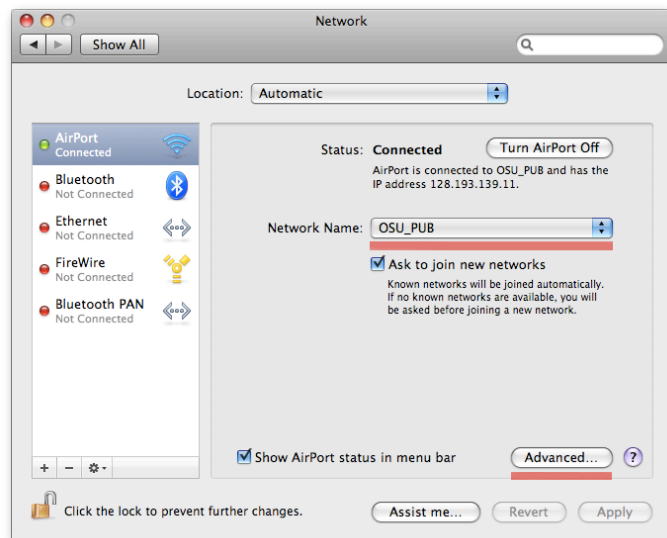 Network
Show All
Location: Automatic
AirPort
Connected
Bluetooth
Not Connected
Ethernet
Not Connected
FireWire
Not Connected
Bluetooth PAN
Not Connected
Status: Connected
Turn AirPort Off
AirPort is connected to OSU_PUB and has the
IP address 128.193.139.11.
Network Name: OSU_PUB
Ask to join new networks
Known networks will be joined automatically.
If no known networks are available, you will
be asked before joining a new network.
Show AirPort status in menu bar
Advanced...
?
Click the lock to prevent further changes.
Assist me...
Revert
Apply